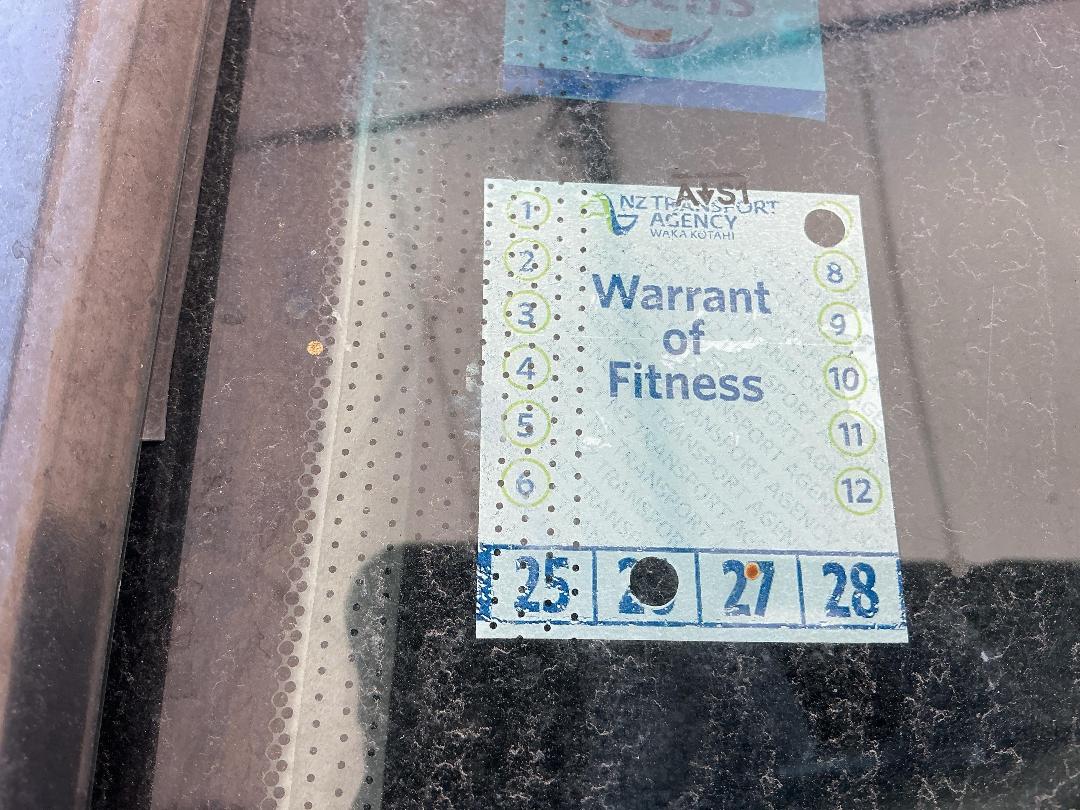 A↓S1
NZ TRANSPORT
AGENCY
WAKA KOTAHI
Warrant
of
Fitness
1
2
3
4
5
6
8
9
10
11
12
25
27
28